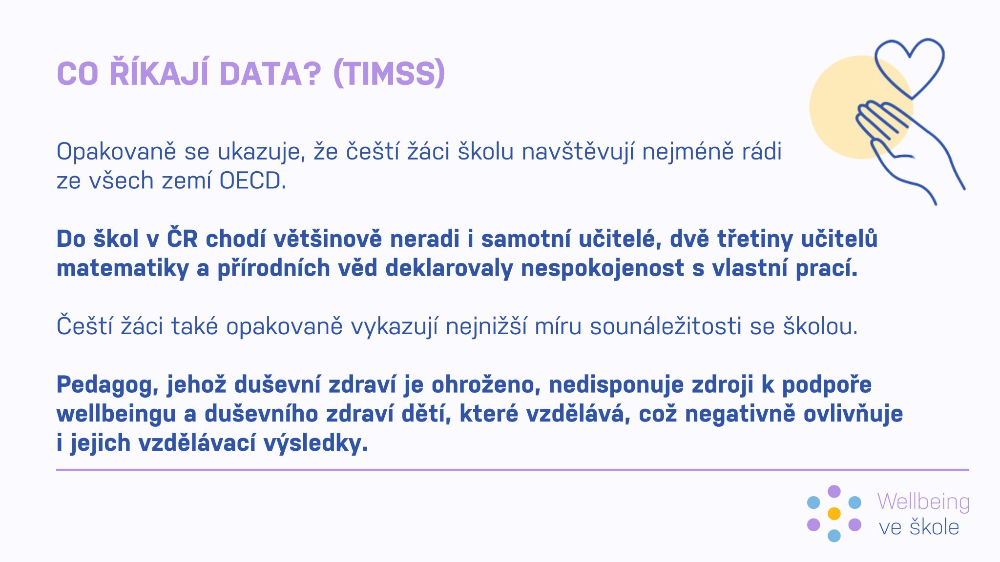 CO ŘÍKAJÍ DATA? (TIMSS)
Opakovaně se ukazuje, že čeští žáci školu navštěvují nejméně rádi
ze všech zemí OECD.
Do škol v ČR chodí většinově neradi i samotní učitelé, dvě třetiny učitelů
matematiky a přírodních věd deklarovaly nespokojenost s vlastní prací.
Čeští žáci také opakovaně vykazují nejnižší míru sounáležitosti se školou.
Pedagog, jehož duševní zdraví je ohroženo, nedisponuje zdroji k podpoře
wellbeingu a duševního zdraví dětí, které vzdělává, což negativně ovlivňuje
i jejich vzdělávací výsledky.
Wellbeing
ve škole